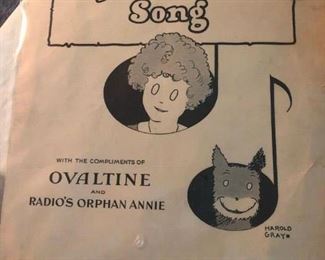 Song
WITH THE COMPLIMENTS OF
OVALTINE
AND
RADIO'S ORPHAN ANNIE
HAROLD
GRAY